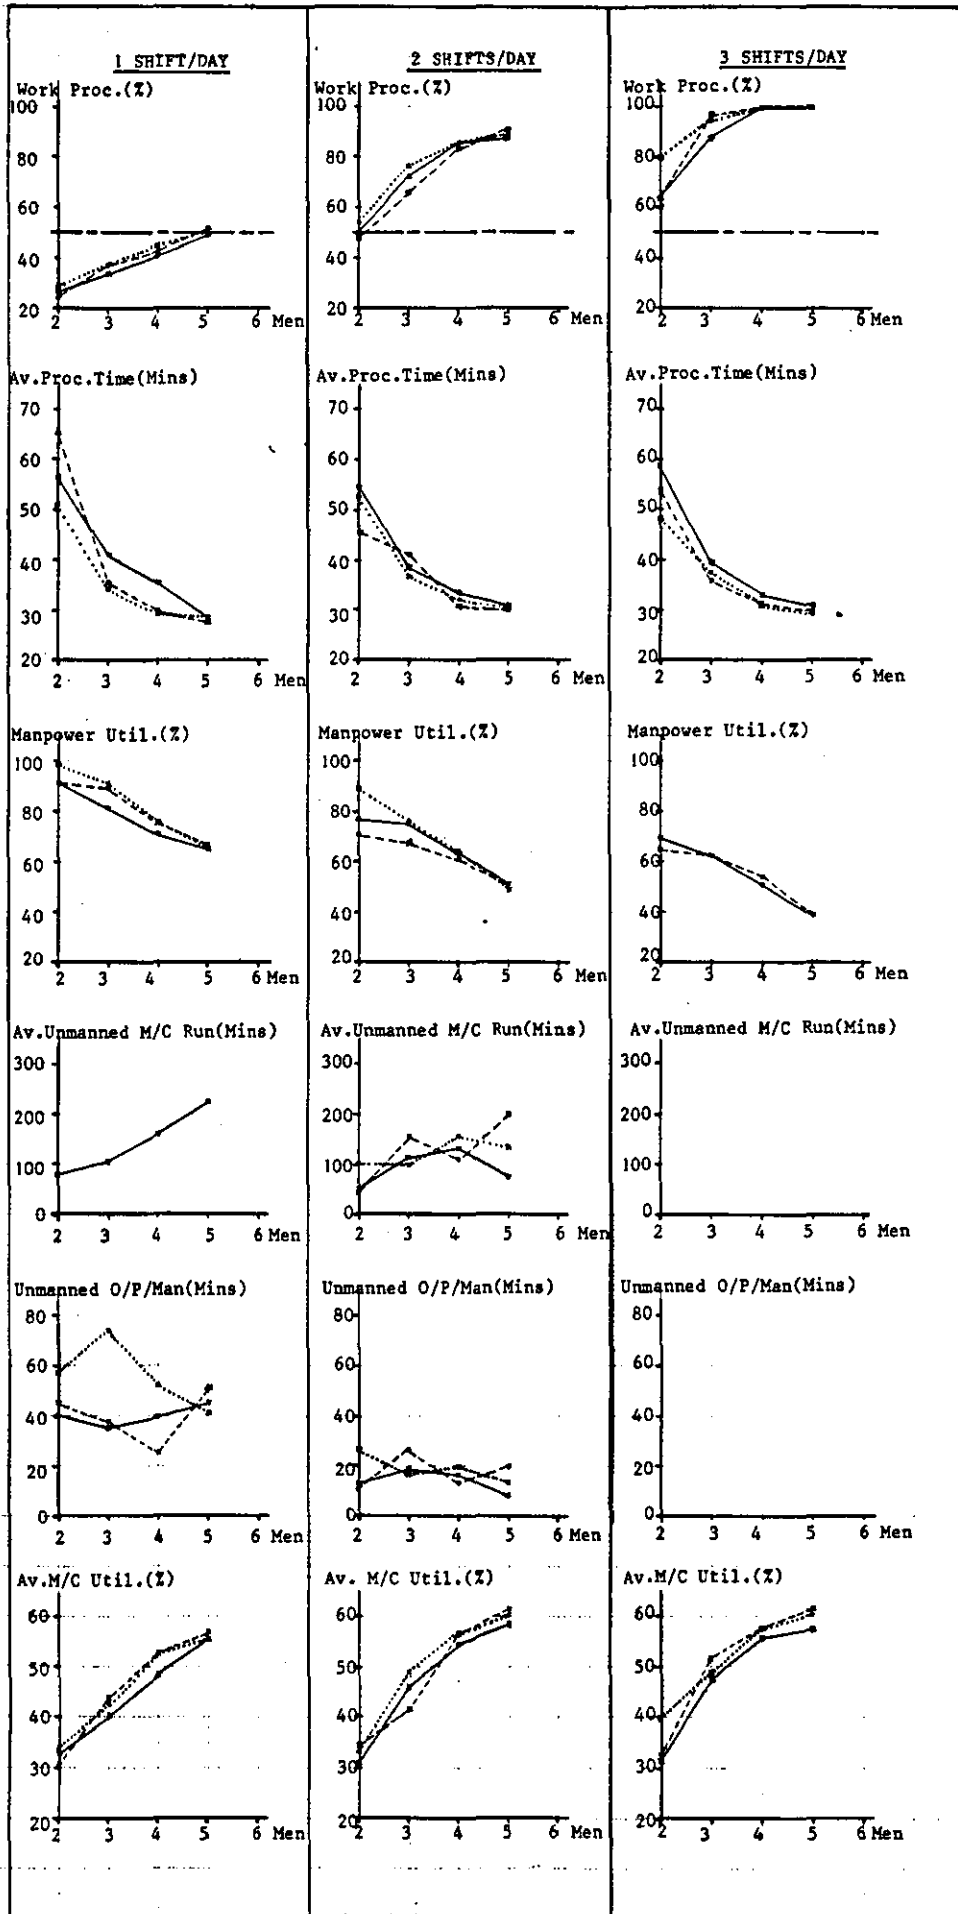 1 SHIFT/DAY
Work Proc.(%)
100
80
60
40
20
2 3 4 5 6 Men
Av.Proc.Time(Mins)
70
60
50
40
30
20
2 3 4 5 6 Men
Manpower Util.(%)
100
80
60
40
20
2 3 4 5 6 Men
Av.Unmanned M/C Run(Mins)
300
200
100
0
2 3 4 5 6 Men
Unmanned O/P/Man(Mins)
80
60
40
20
0
2 3 4 5 6 Men
Av.M/C Util.(%)
60
50
40
30
20
2 3 4 5 6 Men
2 SHIFTS/DAY
Work Proc.(%)
100
80
60
40
20
2 3 4 5 6 Men
Av.Proc.Time(Mins)
70
60
50
40
30
20
2 3 4 5 6 Men
Manpower Util.(%)
100
80
60
40
20
2 3 4 5 6 Men
Av.Unmanned M/C Run(Mins)
300
200
100
0
2 3 4 5 6 Men
Unmanned O/P/Man(Mins)
80
60
40
20
0
2 3 4 5 6 Men
Av. M/C Util.(%)
60
50
40
30
20
2 3 4 5 6 Men
3 SHIFTS/DAY
Work Proc.(%)
100
80
60
40
20
2 3 4 5 6 Men
Av.Proc.Time(Mins)
70
60
50
40
30
20
2 3 4 5 6 Men
Manpower Util.(%)
100
80
60
40
20
2 3 4 5 6 Men
Av.Unmanned M/C Run(Mins)
300
200
100
0
2 3 4 5 6 Men
Unmanned O/P/Man(Mins)
80
60
40
20
0
2 3 4 5 6 Men
Av.M/C Util.(%)
60
50
40
30
20
2 3 4 5 6 Men